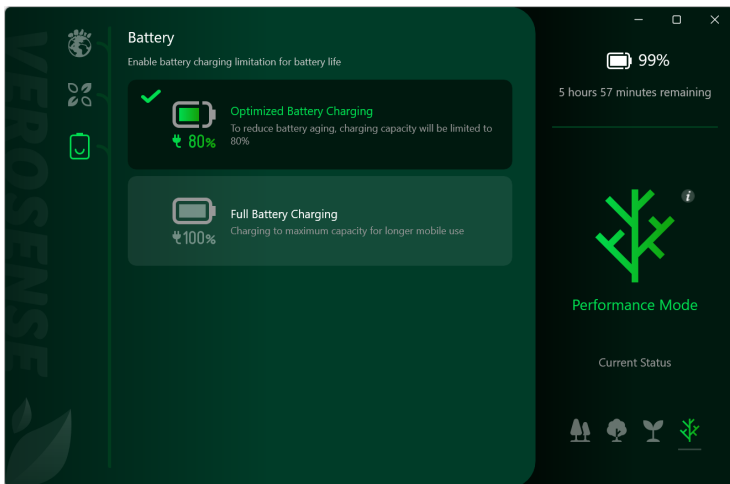 VEROSENSE
Battery
Enable battery charging limitation for battery life
80%
Optimized Battery Charging
To reduce battery aging, charging capacity will be limited to
80%
100%
Full Battery Charging
Charging to maximum capacity for longer mobile use
99%
5 hours 57 minutes remaining
i
Performance Mode
Current Status